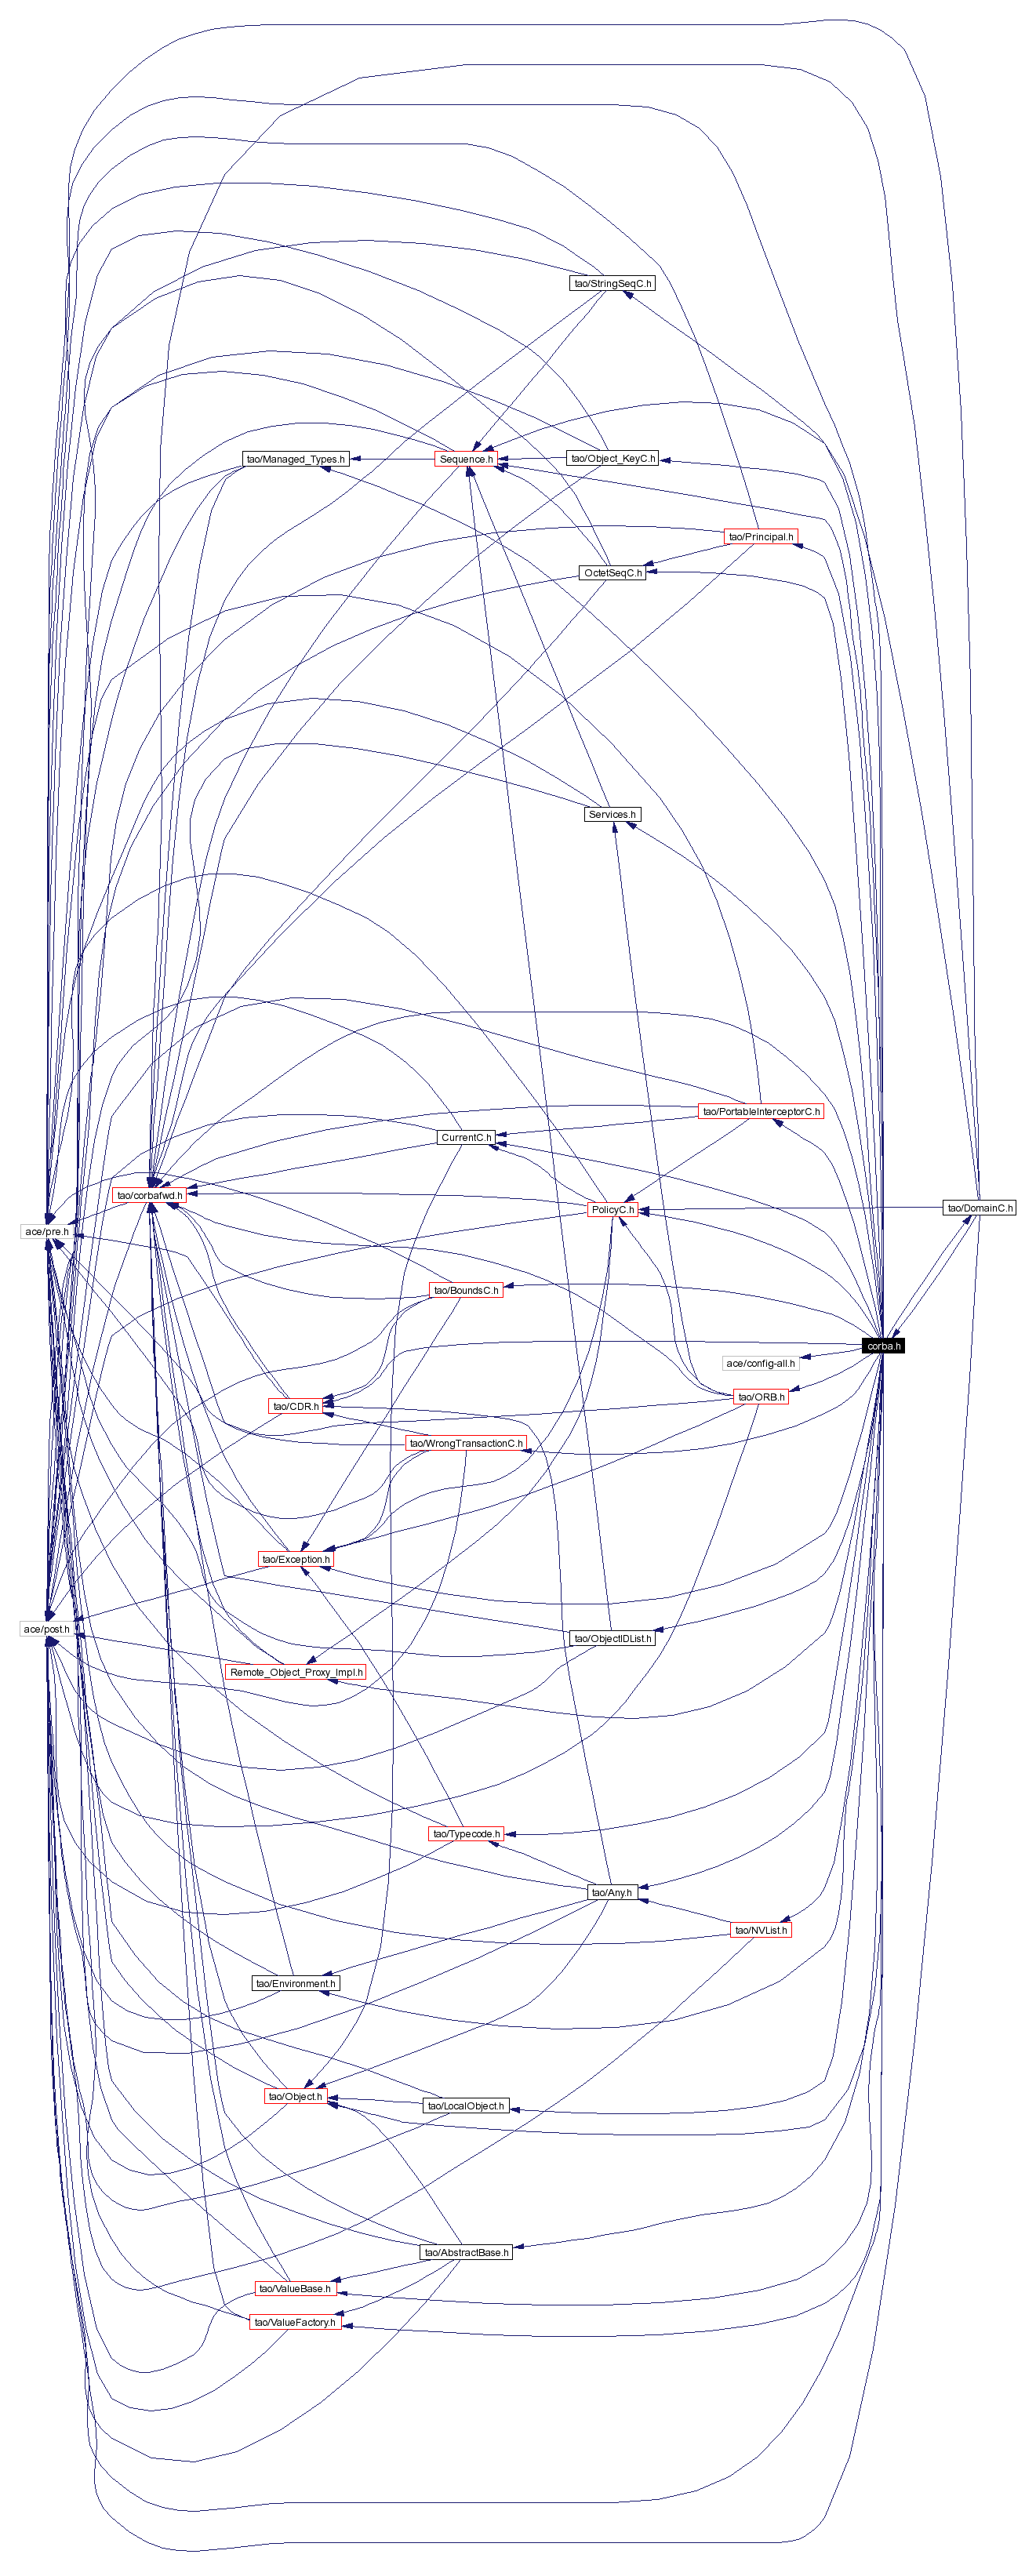 tao/StringSeqC.h
tao/Managed_Types.h
Sequence.h
tao/Object_KeyC.h
tao/Principal.h
OctetSeqC.h
Services.h
tao/PortableInterceptorC.h
CurrentC.h
tao/corbafwd.h
PolicyC.h
tao/DomainC.h
ace/pre.h
tao/BoundsC.h
corba.h
ace/config-all.h
tao/ORB.h
tao/CDR.h
tao/WrongTransactionC.h
tao/Exception.h
ace/post.h
tao/ObjectIDList.h
Remote_Object_Proxy_Impl.h
tao/Typecode.h
tao/Any.h
tao/NVList.h
tao/Environment.h
tao/Object.h
tao/LocalObject.h
tao/AbstractBase.h
tao/ValueBase.h
tao/ValueFactory.h